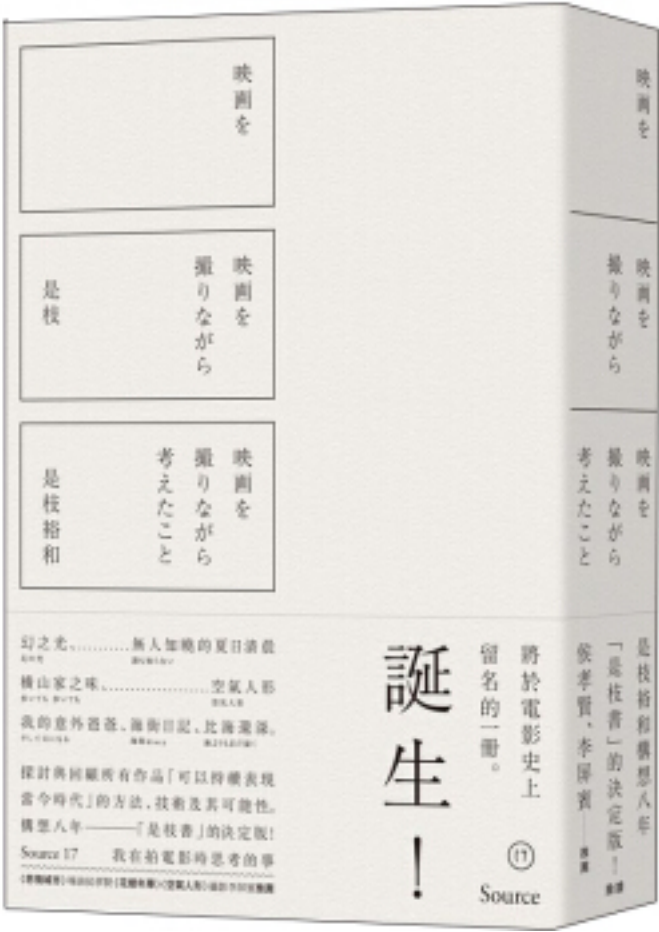 映画を
映画を
撮りながら
是枝
映画を
撮りながら
考えたこと
是枝裕和
幻之光、………無人知曉的夏日清晨
橫山家之味、………空氣人形
我的意外爸爸、海街日記、比海還深。
探討與回顧所有作品「可以持續表現
當今時代」的方法、技術及其可能性。
構想八年——「是枝書」的決定版!
Source 17 我在拍電影時思考的事
將於電影史上
留名的一冊。
誕生!
17
Source
映画を
映画を
撮りながら
映画を
撮りながら
考えたこと
是枝裕和構想八年
「是枝書」的決定版!
侯孝賢、李屏賓——推薦